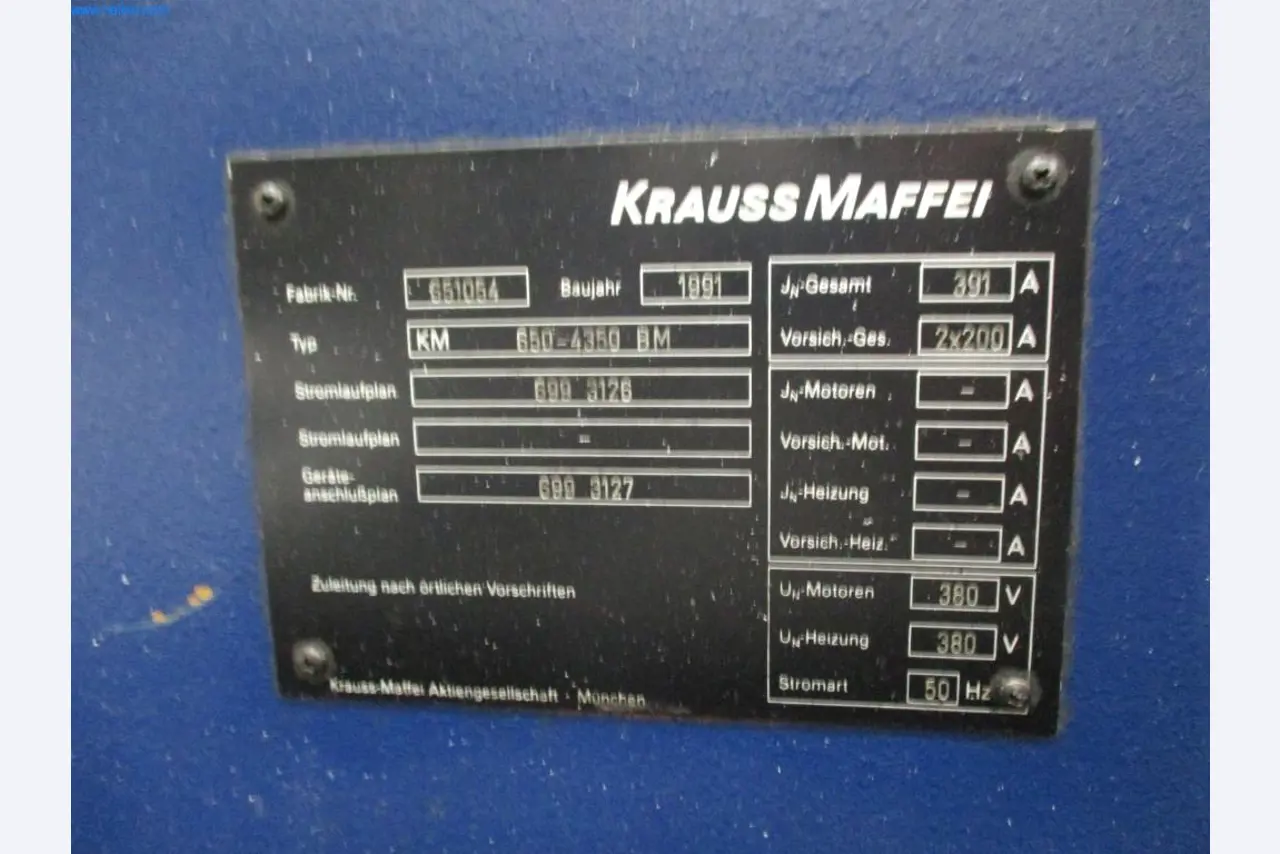 KRAUSS MAFFEI
Fabrik-Nr. 651054 Baujahr 1991
Typ KM 650-4350 BM
Stromlaufplan 699 3126
Stromlaufplan -
Geräte-
anschlußplan 699 3127
Zuleitung nach örtlichen Vorschriften
Krauss-Maffei Aktiengesellschaft · München
JN-Gesamt 391 A
Vorsich.-Ges. 2x200 A
JN-Motoren - A
Vorsich.-Mot. - A
JN-Heizung - A
Vorsich.-Heiz. - A
UN-Motoren 380 V
UN-Heizung 380 V
Stromart 50 Hz